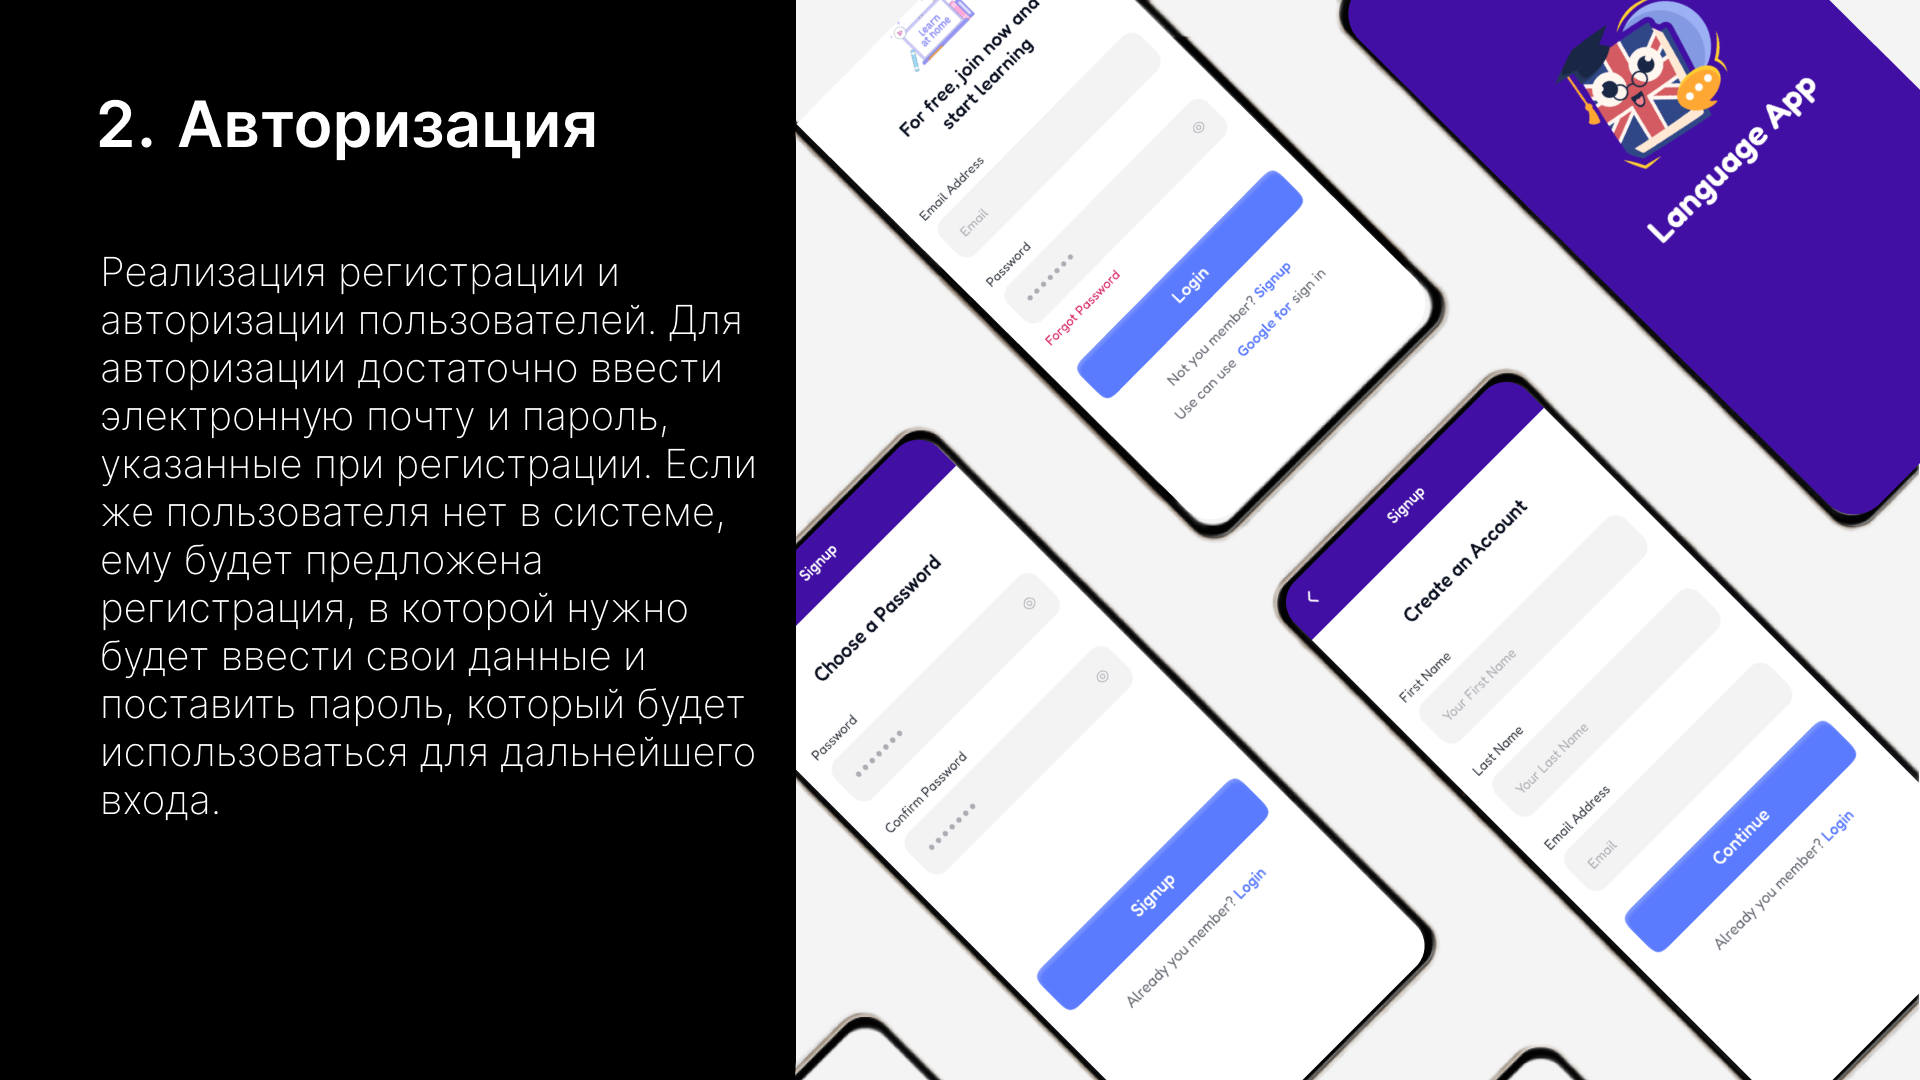 2. Авторизация
Реализация регистрации и
авторизации пользователей. Для
авторизации достаточно ввести
электронную почту и пароль,
указанные при регистрации. Если
же пользователя нет в системе,
ему будет предложена
регистрация, в которой нужно
будет ввести свои данные и
поставить пароль, который будет
использоваться для дальнейшего
входа.
Learn
at home
For free, join now and
start learning
Email Address
Email
Password
Forgot Password
Login
Not you member? Signup
Use can use Google for sign in
Language App
Signup
Choose a Password
Password
Confirm Password
Signup
Already you member? Login
Signup
Create an Account
First Name
Your First Name
Last Name
Your Last Name
Email Address
Email
Continue
Already you member? Login